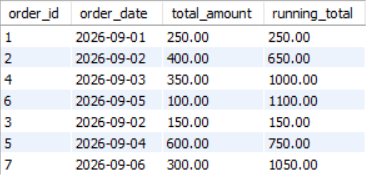 order_id order_date total_amount running_total
1 2026-09-01 250.00 250.00
2 2026-09-02 400.00 650.00
4 2026-09-03 350.00 1000.00
6 2026-09-05 100.00 1100.00
3 2026-09-02 150.00 150.00
5 2026-09-04 600.00 750.00
7 2026-09-06 300.00 1050.00